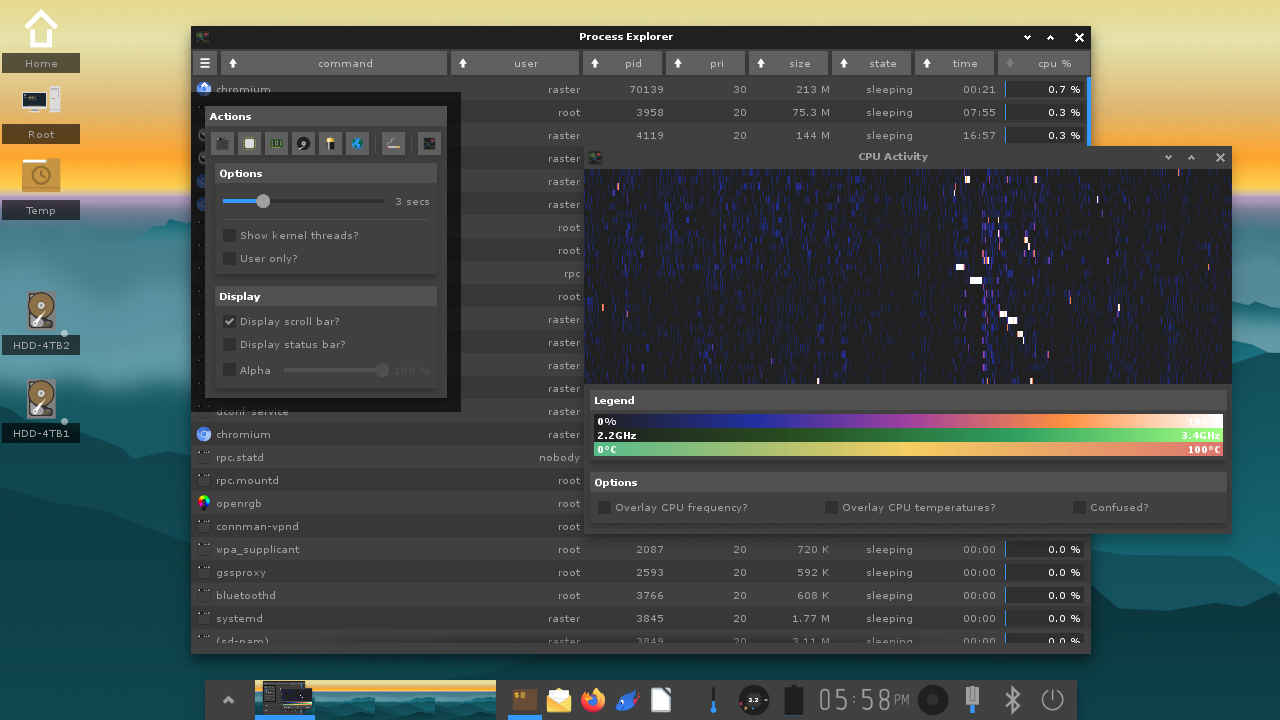 Home
Root
Temp
HDD-4TB2
HDD-4TB1
Process Explorer
command user pid pri size state time cpu %
chromium raster 70139 30 213 M sleeping 00:21 0.7 %
root 3958 20 75.3 M sleeping 07:55 0.3 %
raster 4119 20 144 M sleeping 16:57 0.3 %
raster
raster
raster
root
root
rpc
root
raster
raster
raster
raster
dconf-service raster
chromium raster
rpc.statd nobody
rpc.mountd root
openrgb root
connman-vpnd root
wpa_supplicant root 2087 20 720 K sleeping 00:00 0.0 %
gssproxy root 2593 20 592 K sleeping 00:00 0.0 %
bluetoothd root 3766 20 608 K sleeping 00:00 0.0 %
systemd raster 3845 20 1.77 M sleeping 00:00 0.0 %
(sd-pam) raster 3849 20 3.11 M sleeping 00:00 0.0 %
Actions
Options
3 secs
Show kernel threads?
User only?
Display
Display scroll bar?
Display status bar?
Alpha 100 %
CPU Activity
Legend
0% 100%
2.2GHz 3.4GHz
0°C 100°C
Options
Overlay CPU frequency? Overlay CPU temperatures? Confused?
2.2
05:58PM